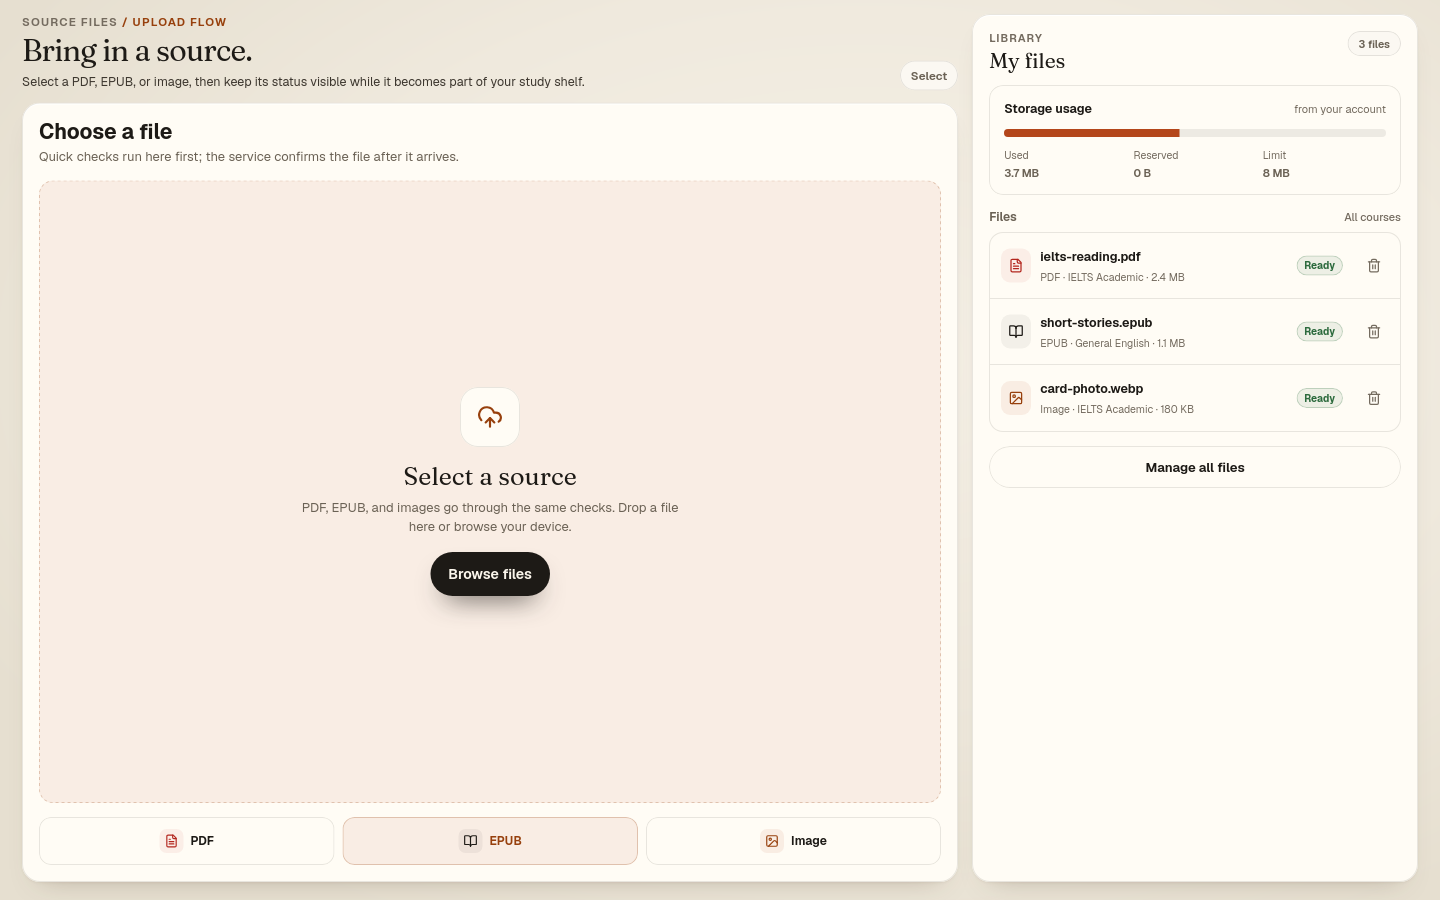 SOURCE FILES / UPLOAD FLOW
Bring in a source.
Select a PDF, EPUB, or image, then keep its status visible while it becomes part of your study shelf.
Select
Choose a file
Quick checks run here first; the service confirms the file after it arrives.
Select a source
PDF, EPUB, and images go through the same checks. Drop a file
here or browse your device.
Browse files
PDF
EPUB
Image
LIBRARY
My files
3 files
Storage usage
from your account
Used
Reserved
Limit
3.7 MB
0 B
8 MB
Files
All courses
ielts-reading.pdf
PDF · IELTS Academic · 2.4 MB
Ready
short-stories.epub
EPUB · General English · 1.1 MB
Ready
card-photo.webp
Image · IELTS Academic · 180 KB
Ready
Manage all files